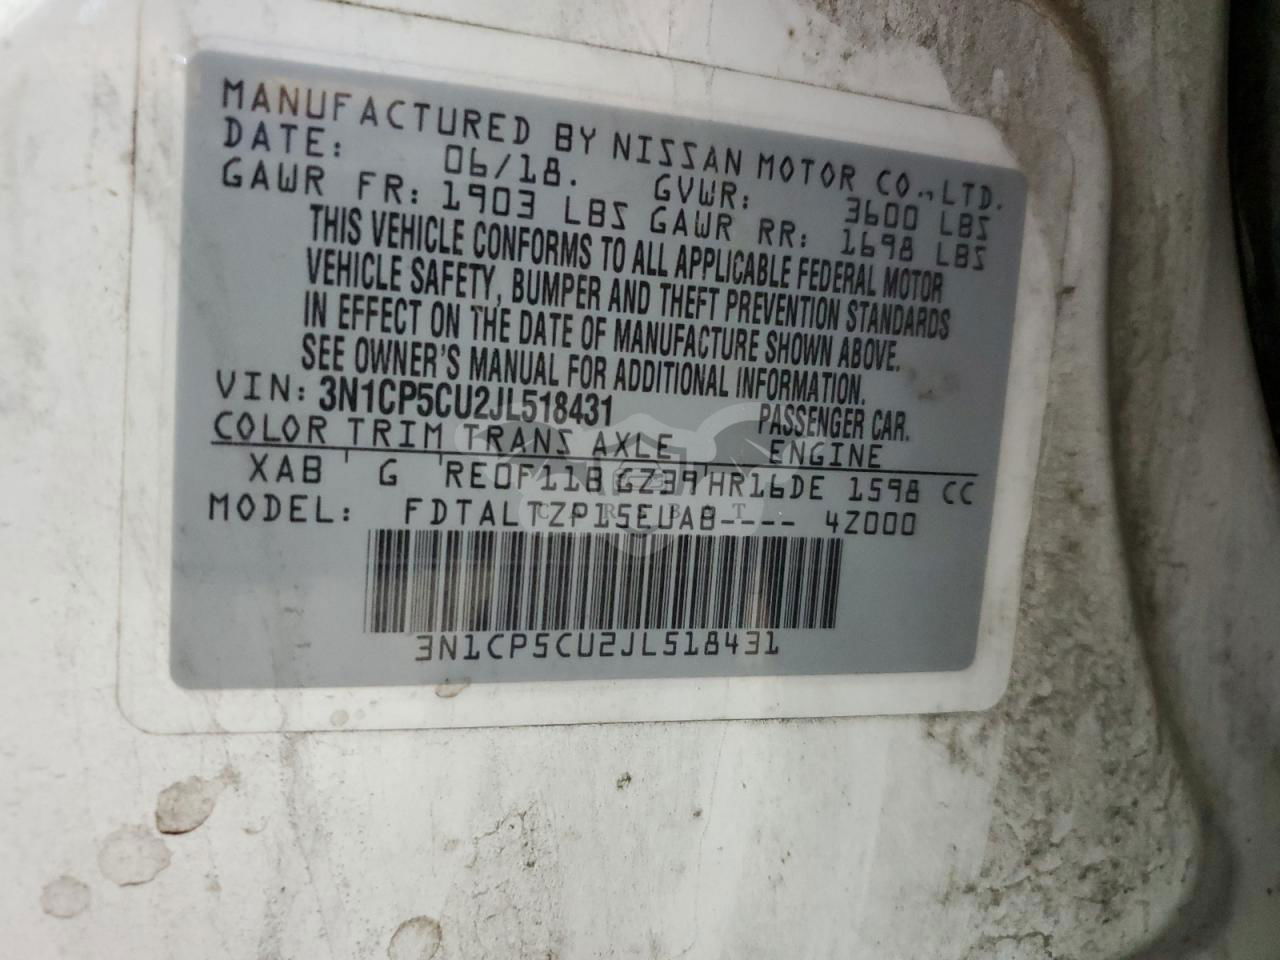 MANUFACTURED BY NISSAN MOTOR CO.,LTD.
DATE: 06/18. GVWR: 3600 LBS
GAWR FR: 1903 LBS GAWR RR: 1698 LBS
THIS VEHICLE CONFORMS TO ALL APPLICABLE FEDERAL MOTOR
VEHICLE SAFETY, BUMPER AND THEFT PREVENTION STANDARDS
IN EFFECT ON THE DATE OF MANUFACTURE SHOWN ABOVE.
SEE OWNER'S MANUAL FOR ADDITIONAL INFORMATION.
VIN: 3N1CP5CU2JL518431 PASSENGER CAR.
COLOR TRIM TRANS AXLE ENGINE
XAB G RE0F11B GZ39 HR16DE 1598 CC
MODEL: FDTALTZP15EUAB---- 4Z000
3N1CP5CU2JL518431